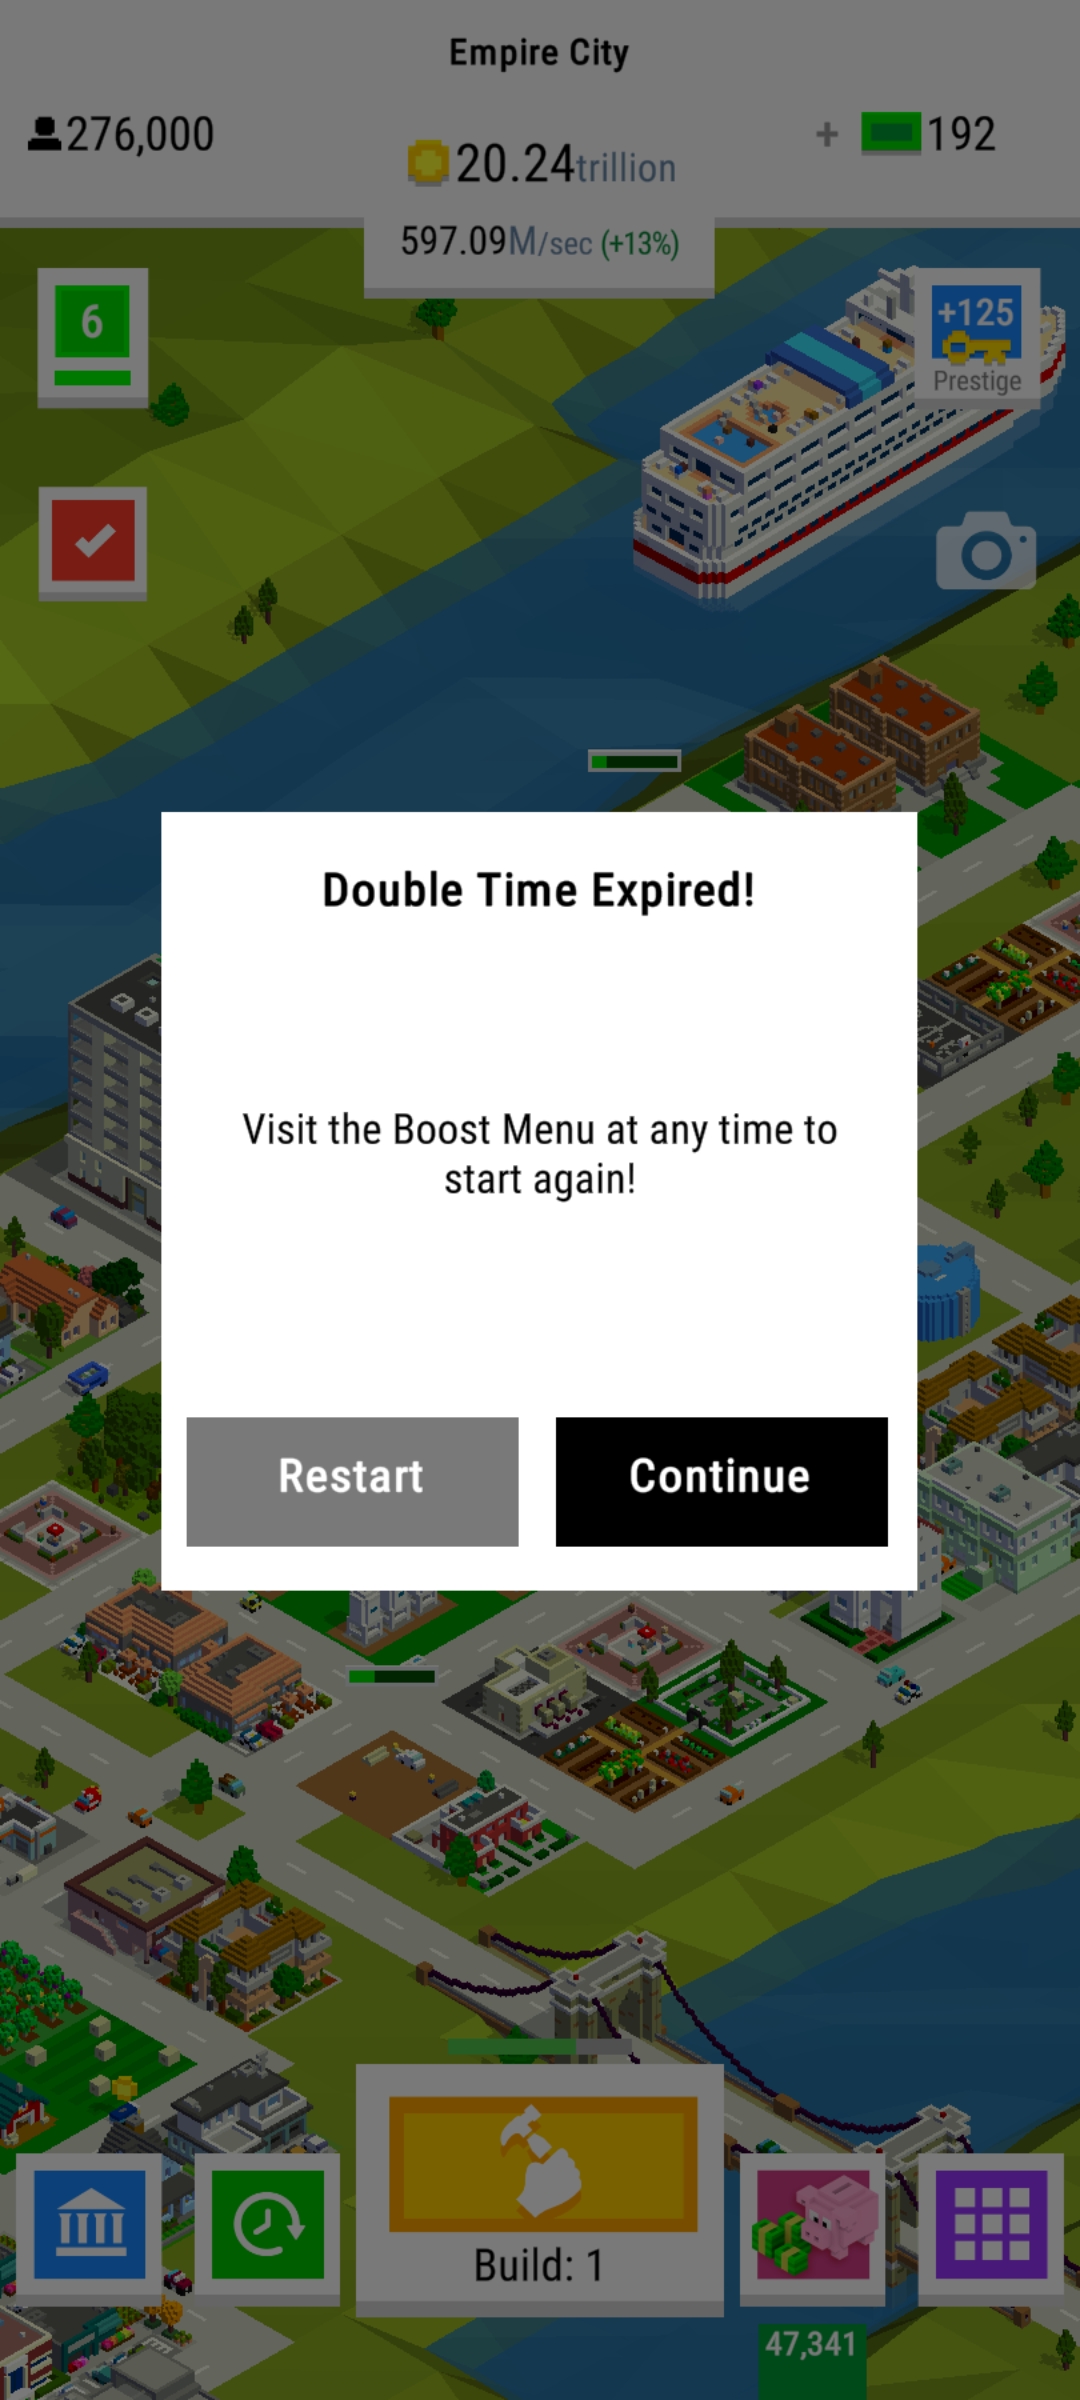 Empire City
276,000
20.24trillion
+ 192
597.09M/sec (+13%)
6
+125
Prestige
Double Time Expired!
Visit the Boost Menu at any time to
start again!
Restart
Continue
Build: 1
47,341